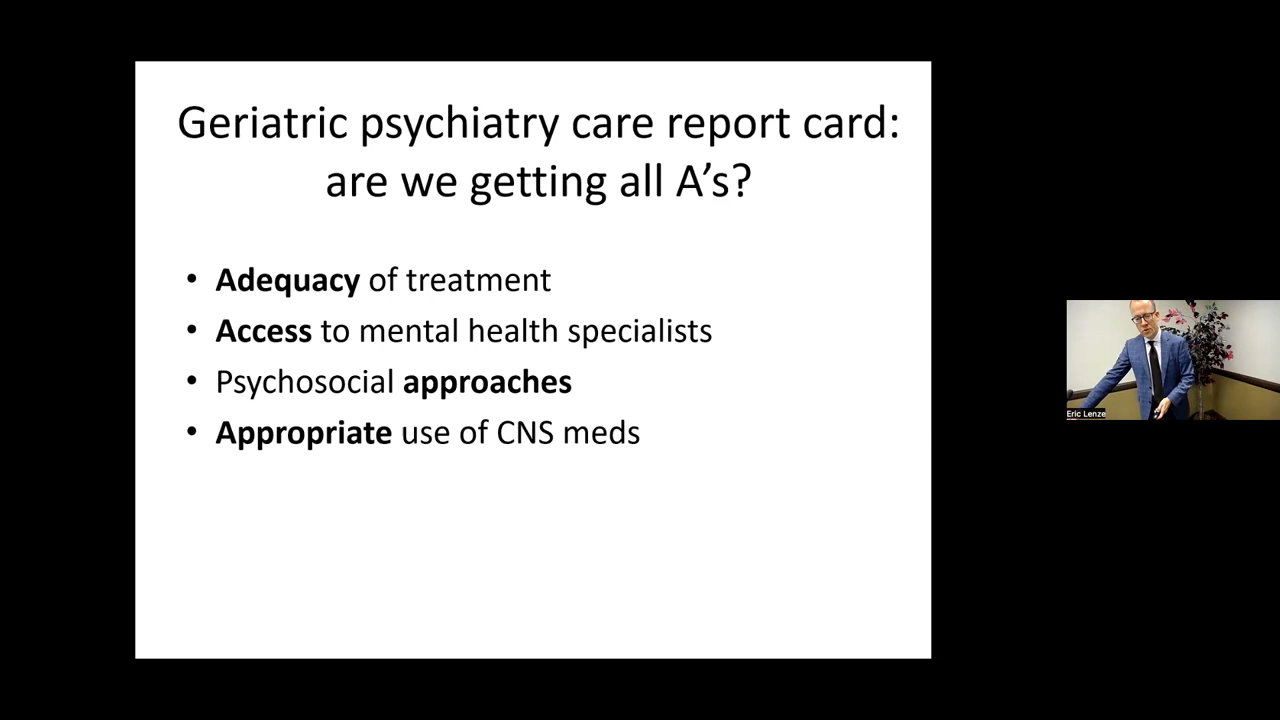 Geriatric psychiatry care report card:
are we getting all A’s?
• Adequacy of treatment
• Access to mental health specialists
• Psychosocial approaches
• Appropriate use of CNS meds
Eric Lenze